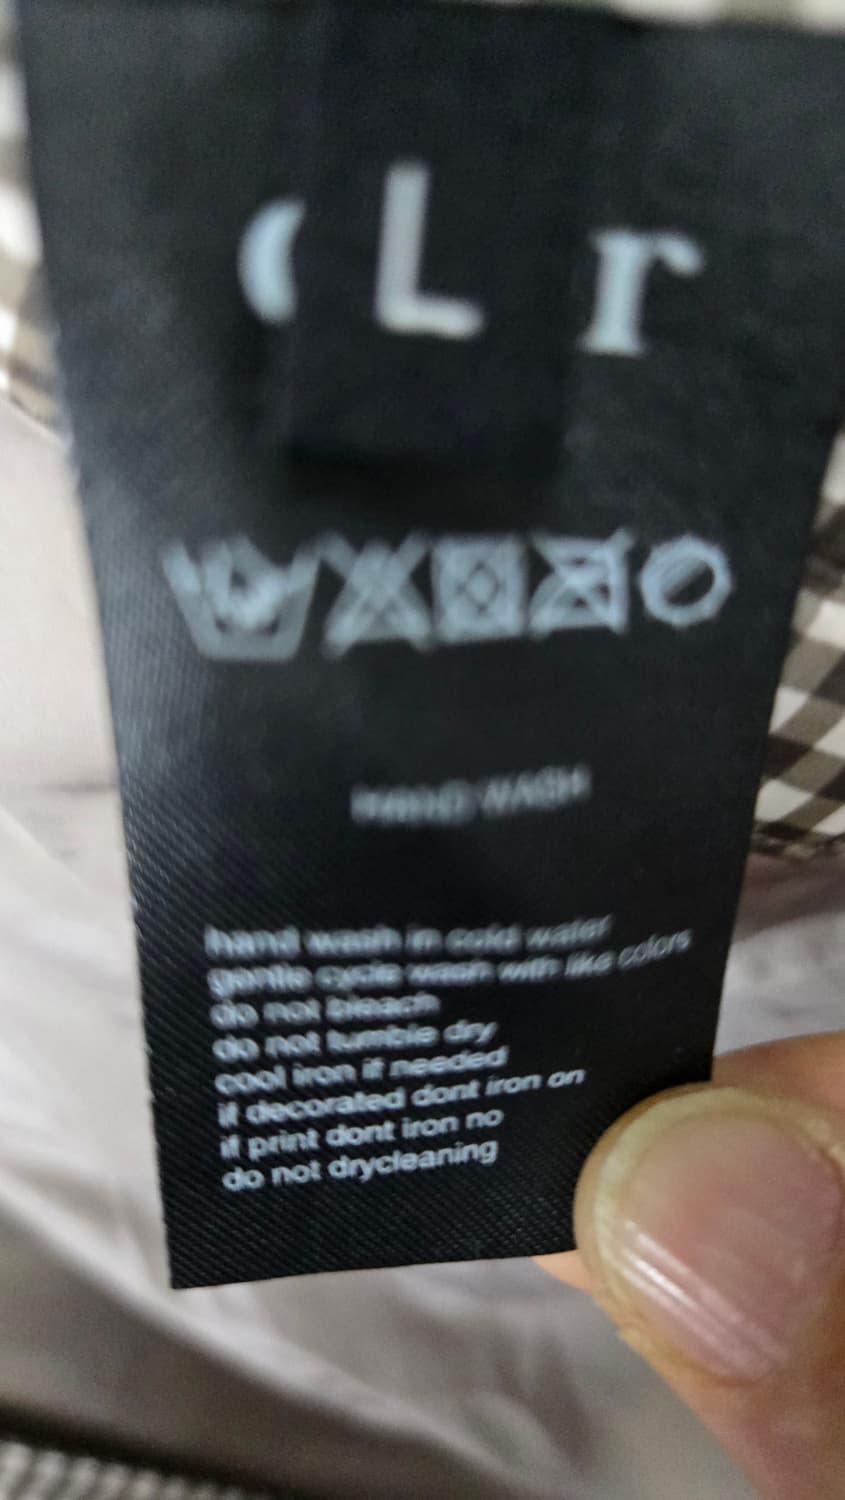 ( L r
HAND WASH
hand wash in cold water
gentle cycle wash with like colors
do not bleach
do not tumble dry
cool iron if needed
if decorated dont iron on
if print dont iron no
do not drycleaning